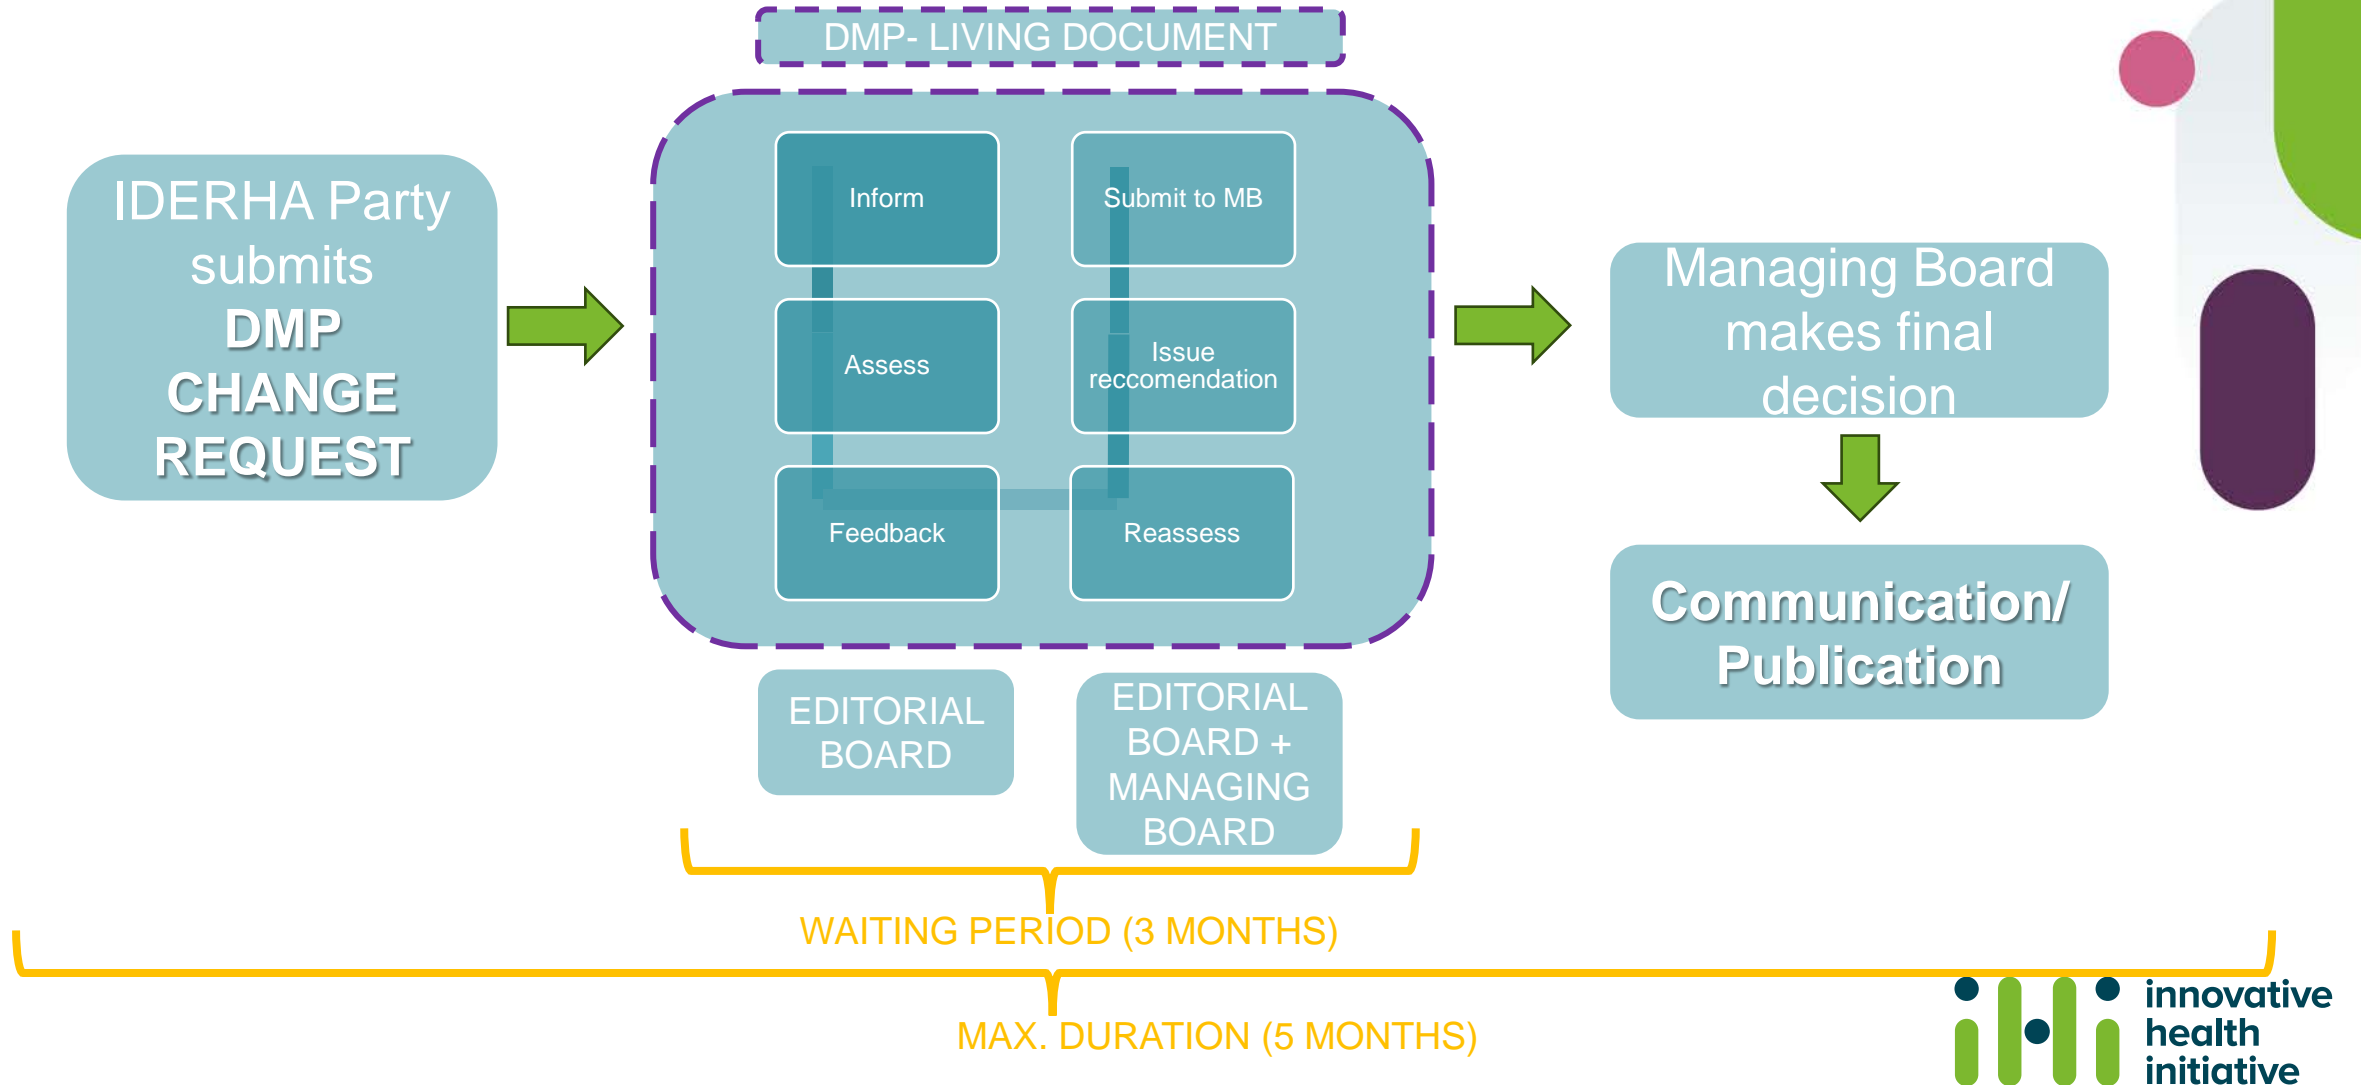 DMP- LIVING DOCUMENT
IDERHA Party
submits
DMP
CHANGE
REQUEST
Inform
Assess
Feedback
Submit to MB
Issue
reccomendation
Reassess
Managing Board
makes final
decision
Communication/
Publication
EDITORIAL
BOARD
EDITORIAL
BOARD +
MANAGING
BOARD
WAITING PERIOD (3 MONTHS)
MAX. DURATION (5 MONTHS)
ihi
innovative
health
initiative